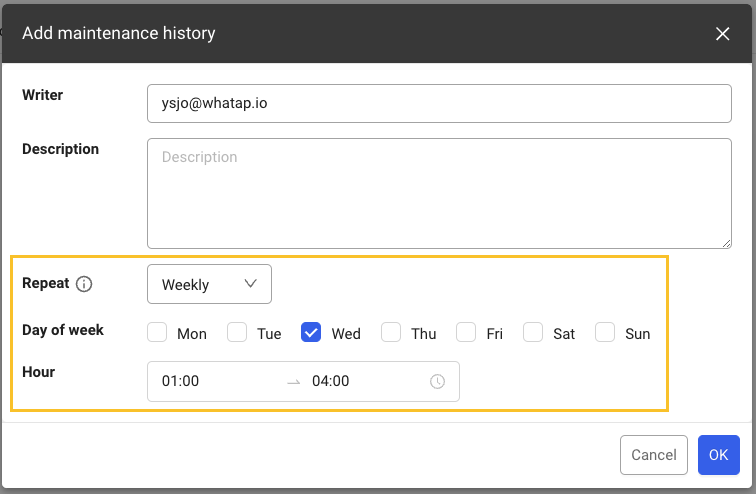 Add maintenance history
Writer
ysjo@whatap.io
Description
Description
Repeat
Weekly
Day of week
Mon Tue Wed Thu Fri Sat Sun
Hour
01:00 → 04:00
Cancel OK